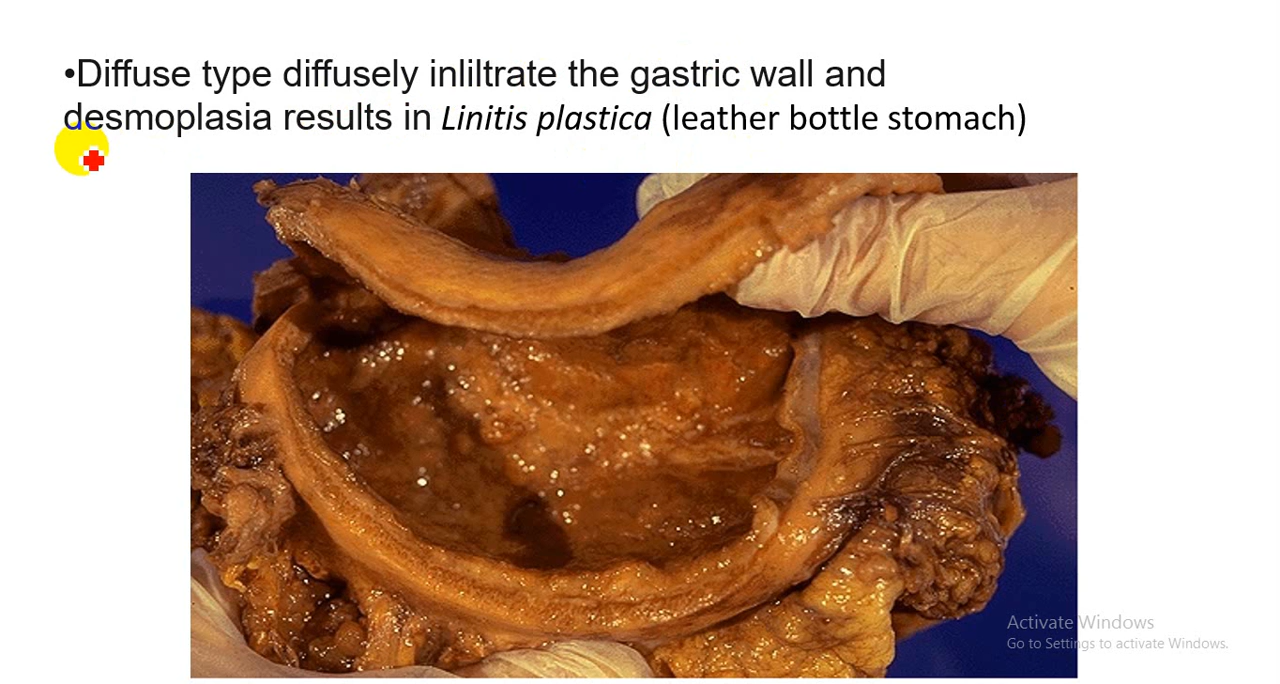 •Diffuse type diffusely inliltrate the gastric wall and
desmoplasia results in Linitis plastica (leather bottle stomach)
Activate Windows
Go to Settings to activate Windows.